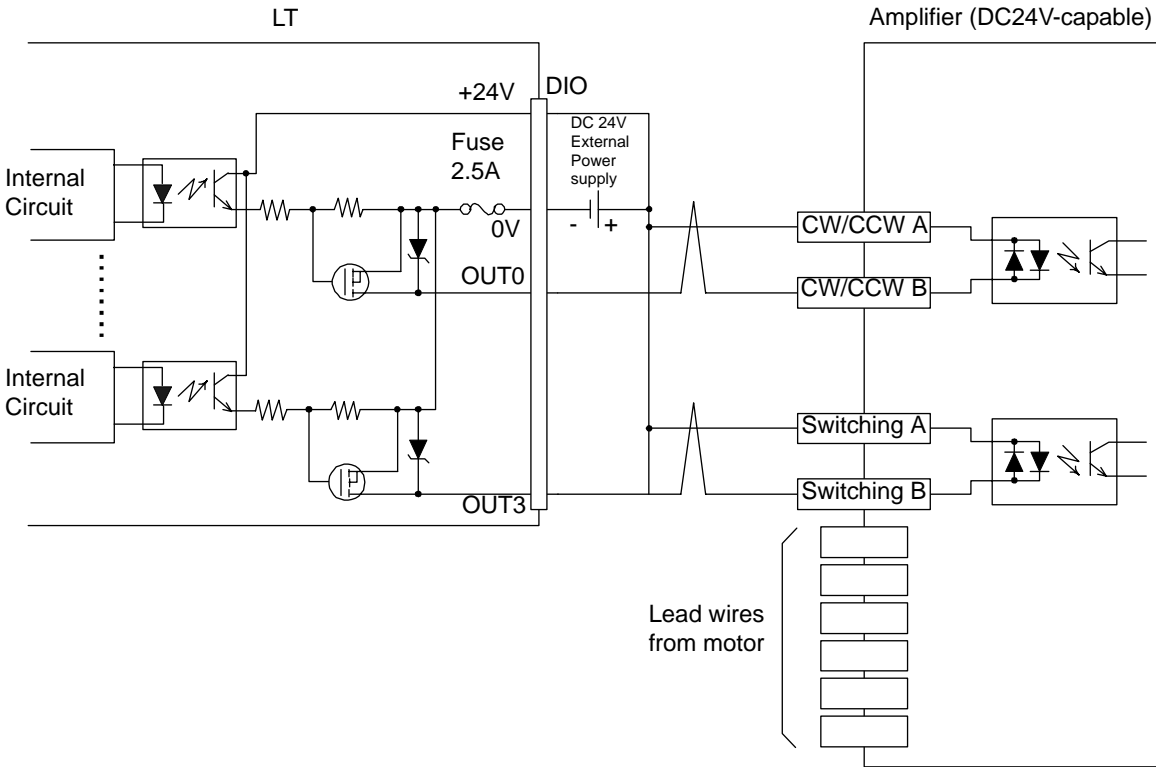 LT
Amplifier (DC24V-capable)
+24V
DIO
Fuse
2.5A
DC 24V
External
Power
supply
Internal
Circuit
0V
- +
CW/CCW A
OUT0
CW/CCW B
Internal
Circuit
Switching A
OUT3
Switching B
Lead wires
from motor